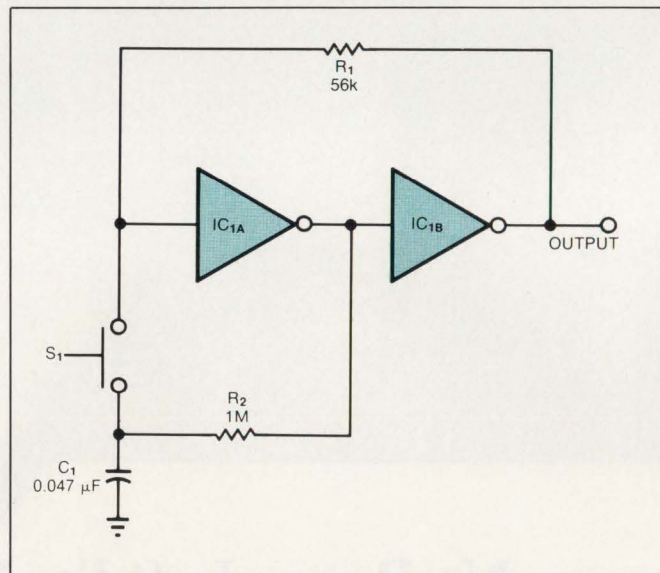 R₁
56k
IC₁A
IC₁B
OUTPUT
S₁
R₂
1M
C₁
0.047 µF